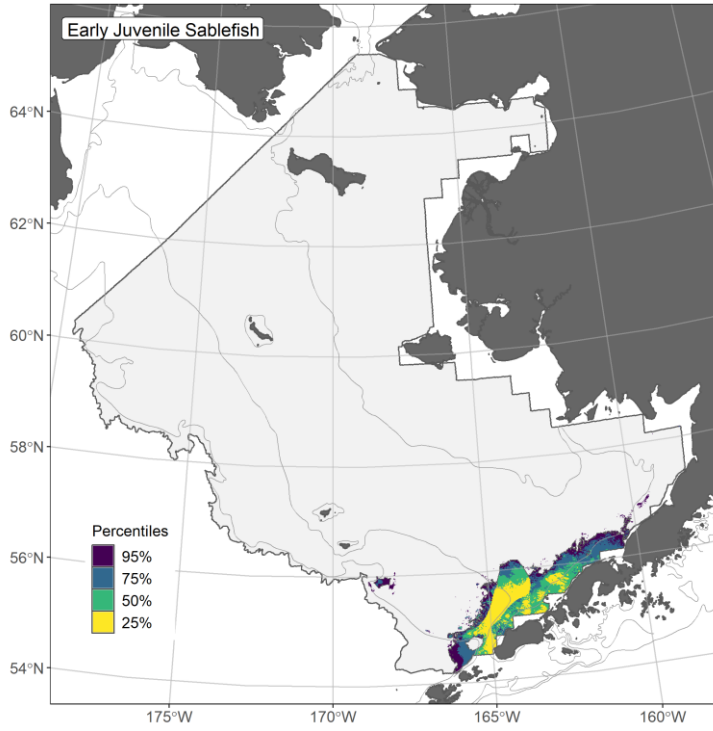 Early Juvenile Sablefish
64°N
62°N
60°N
58°N
56°N
54°N
Percentiles
95%
75%
50%
25%
175°W
170°W
165°W
160°W